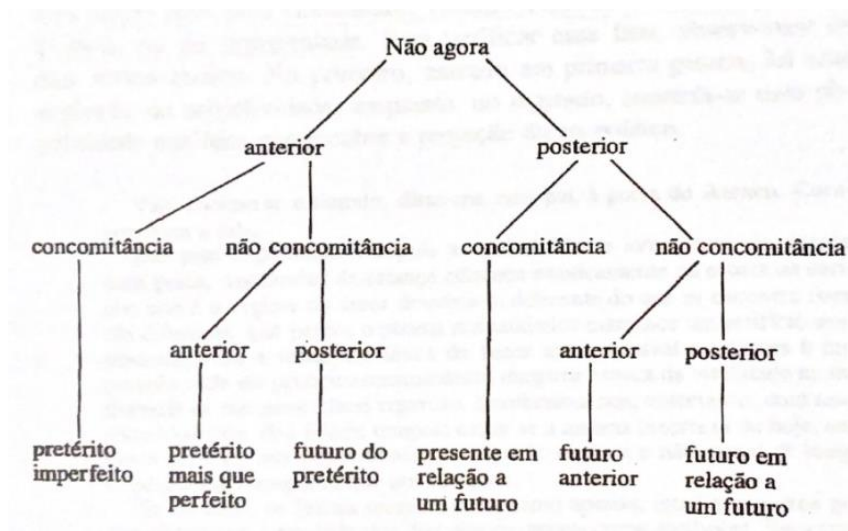 Não agora
anterior posterior
concomitância não concomitância concomitância não concomitância
anterior posterior anterior posterior
pretérito pretérito futuro do presente em futuro futuro em
imperfeito mais que pretérito relação a anterior relação a
perfeito um futuro um futuro